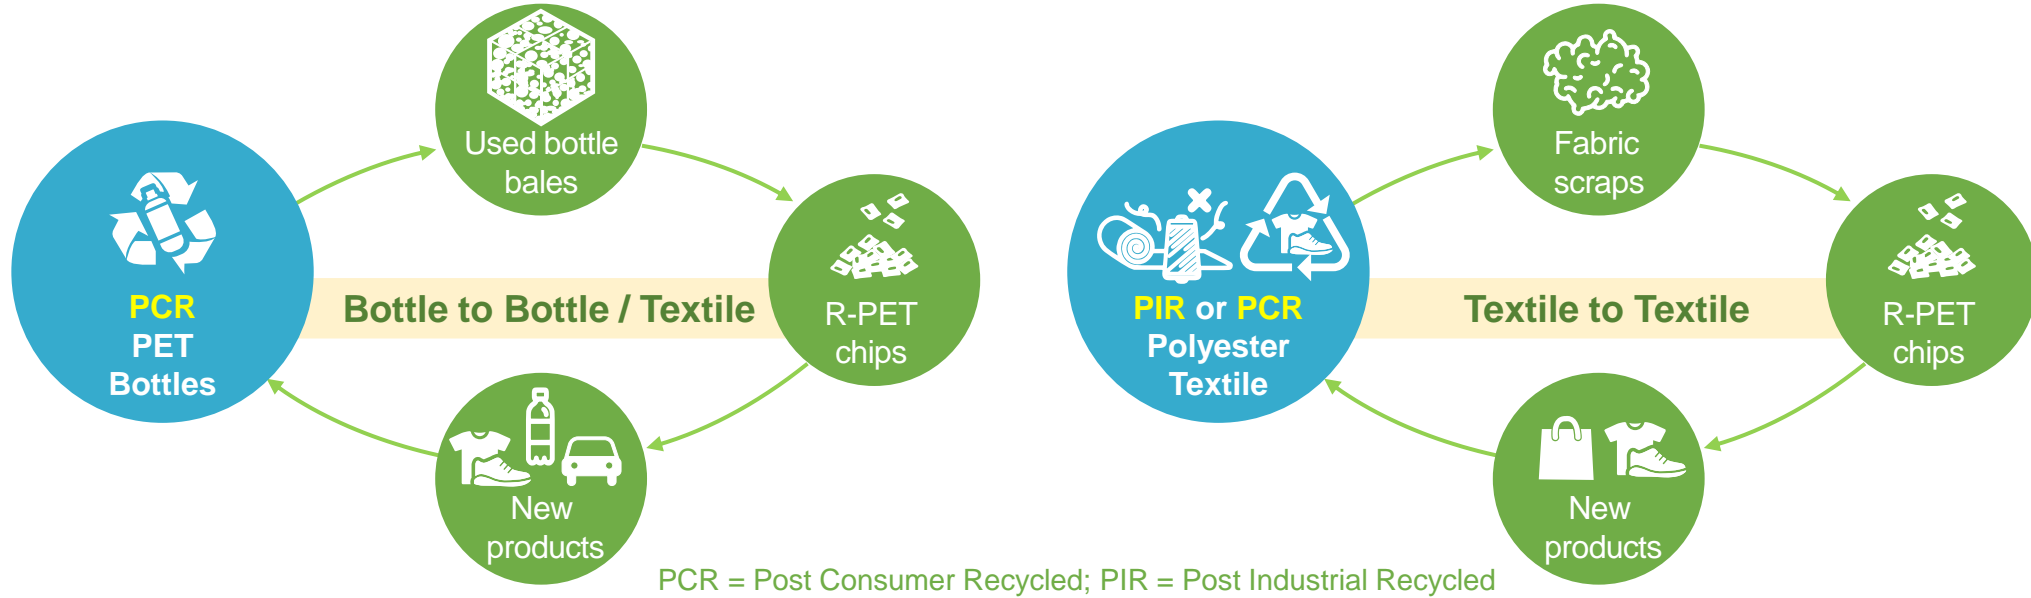 Used bottle
bales
PCR
PET
Bottles
Bottle to Bottle / Textile
R-PET
chips
New
products
Fabric
scraps
PIR or PCR
Polyester
Textile
Textile to Textile
R-PET
chips
New
products
PCR = Post Consumer Recycled; PIR = Post Industrial Recycled